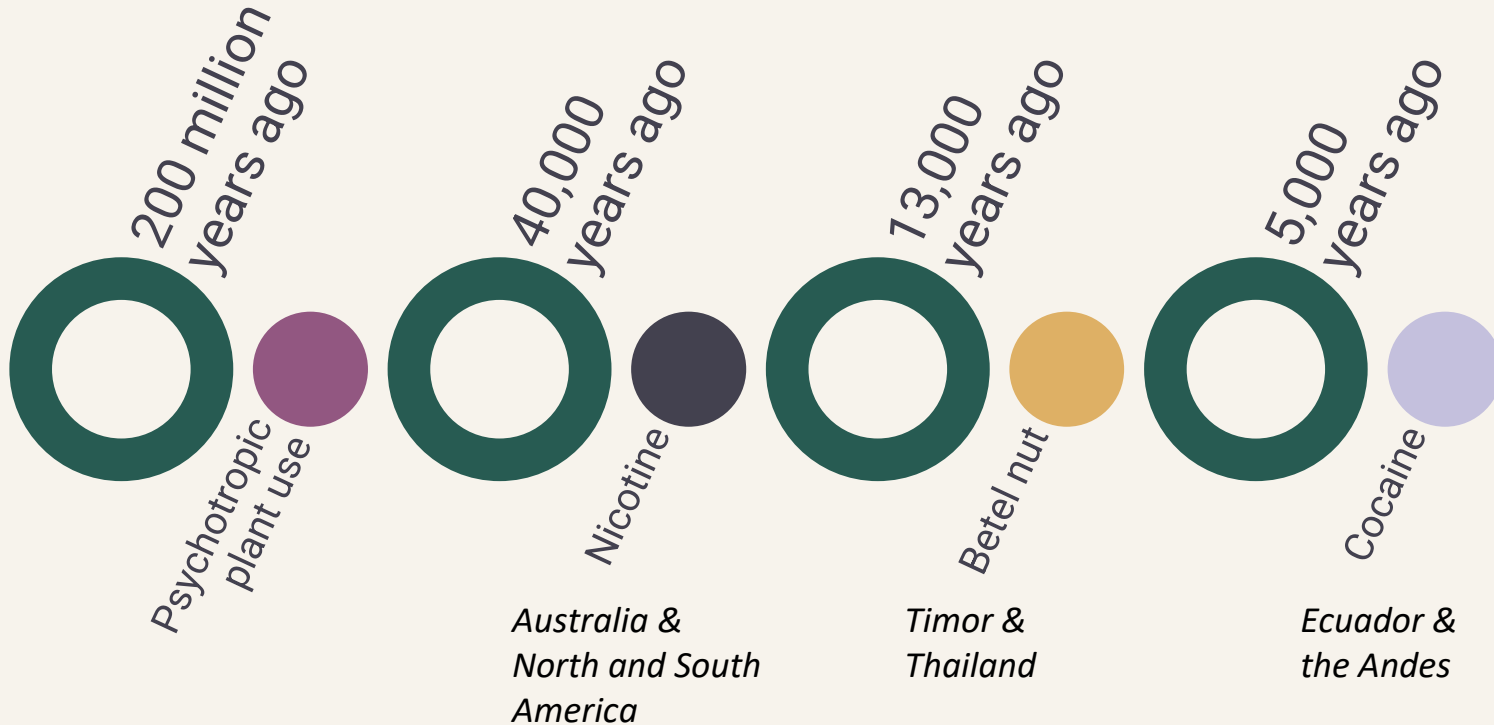 200 million
years ago
Psychotropic
plant use
40,000
years ago
Nicotine
Australia &
North and South
America
13,000
years ago
Betel nut
Timor &
Thailand
5,000
years ago
Cocaine
Ecuador &
the Andes